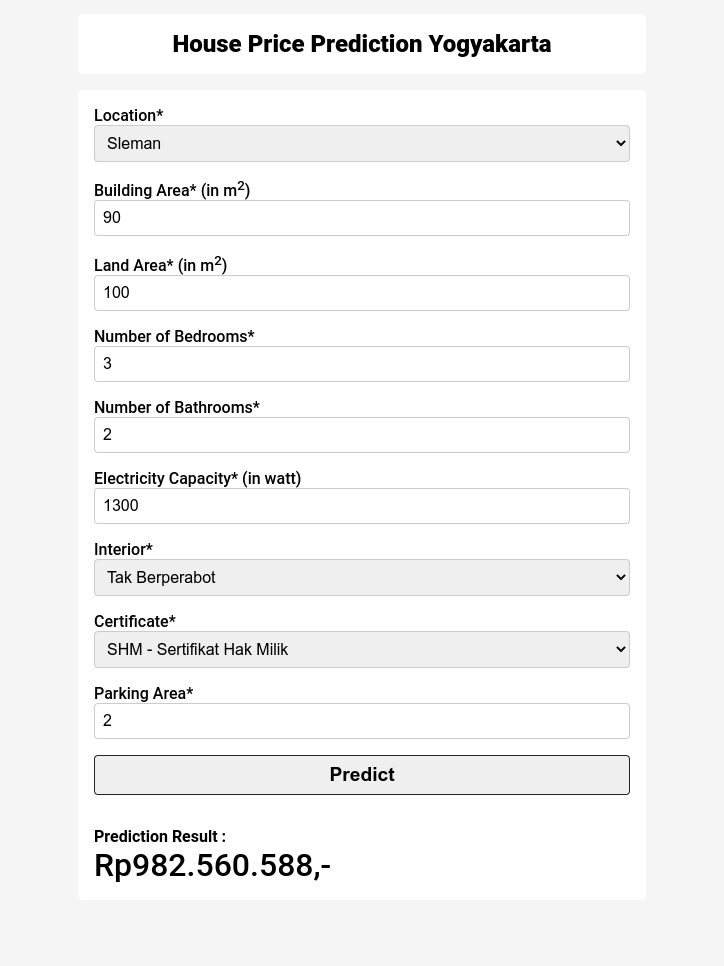 House Price Prediction Yogyakarta
Location*
Sleman
Building Area* (in m²)
90
Land Area* (in m²)
100
Number of Bedrooms*
3
Number of Bathrooms*
2
Electricity Capacity* (in watt)
1300
Interior*
Tak Berperabot
Certificate*
SHM - Sertifikat Hak Milik
Parking Area*
2
Predict
Prediction Result :
Rp982.560.588,-